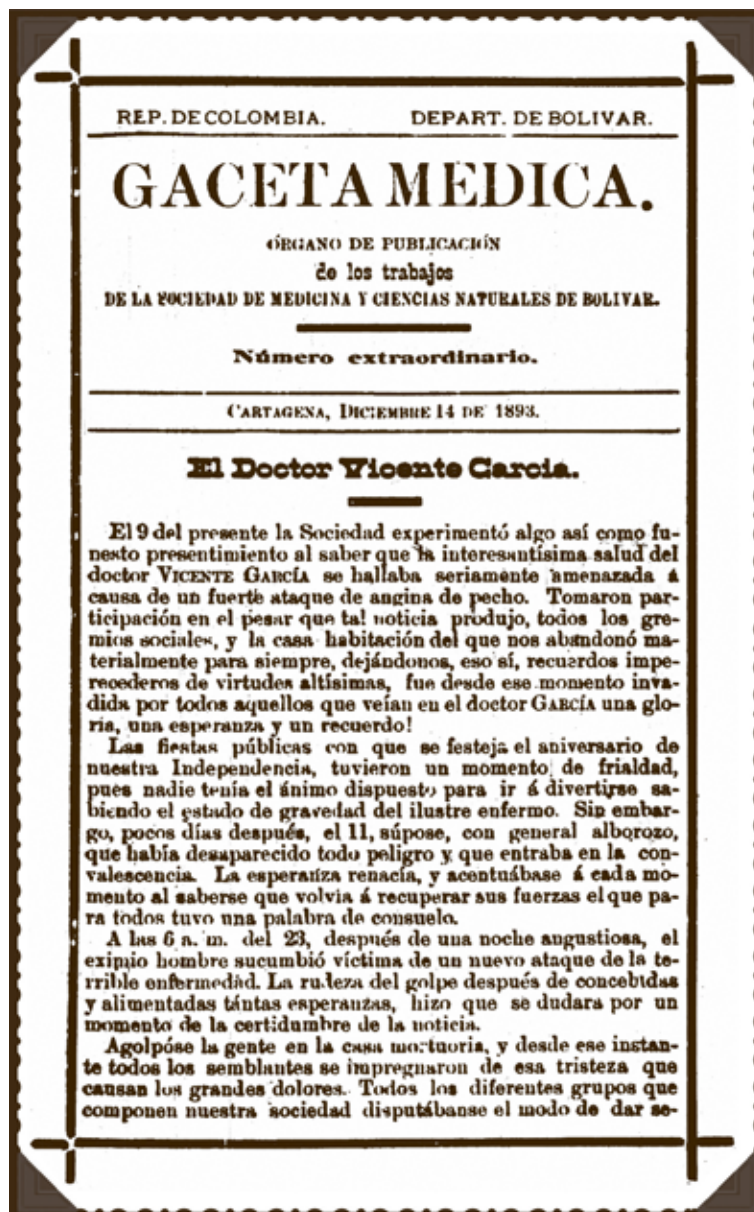 REP. DE COLOMBIA. DEPART. DE BOLIVAR.
GACETA MEDICA.
ÓRGANO DE PUBLICACIÓN
de los trabajos
DE LA SOCIEDAD DE MEDICINA Y CIENCIAS NATURALES DE BOLIVAR.
Número extraordinario.
CARTAGENA, DICIEMBRE 14 DE 1893.
El Doctor Vicente Garcia.
El 9 del presente la Sociedad experimentó algo así como fu-
nesto presentimiento al saber que la interesantísima salud del
doctor VICENTE GARCÍA se hallaba seriamente amenazada á
causa de un fuerte ataque de angina de pecho. Tomaron par-
ticipación en el pesar que tal noticia produjo, todos los gre-
mios sociales, y la casa habitación del que nos abandonó ma-
terialmente para siempre, dejándonos, eso sí, recuerdos impe-
recederos de virtudes altísimas, fue desde ese momento inva-
dida por todos aquellos que veían en el doctor GARCÍA una glo-
ria, una esperanza y un recuerdo!
Las fiestas públicas con que se festeja el aniversario de
nuestra Independencia, tuvieron un momento de frialdad,
pues nadie tenía el ánimo dispuesto para ir á divertirse sa-
biendo el estado de gravedad del ilustre enfermo. Sin embar-
go, pocos días después, el 11, súpose, con general alborozo,
que había desaparecido todo peligro y que entraba en la con-
valescencia. La esperanza renacía, y acentuábase á cada mo-
mento al saberse que volvía á recuperar sus fuerzas el que pa-
ra todos tuvo una palabra de consuelo.
A las 6 a. m. del 23, después de una noche angustiosa, el
eximio hombre sucumbió víctima de un nuevo ataque de la te-
rrible enfermedad. La rudeza del golpe después de concebidas
y alimentadas tántas esperanzas, hizo que se dudara por un
momento de la certidumbre de la noticia.
Agolpóse la gente en la casa mortuoria, y desde ese instan-
te todos los semblantes se impregnaron de esa tristeza que
causan los grandes dolores. Todos los diferentes grupos que
componen nuestra sociedad disputábanse el modo de dar se-